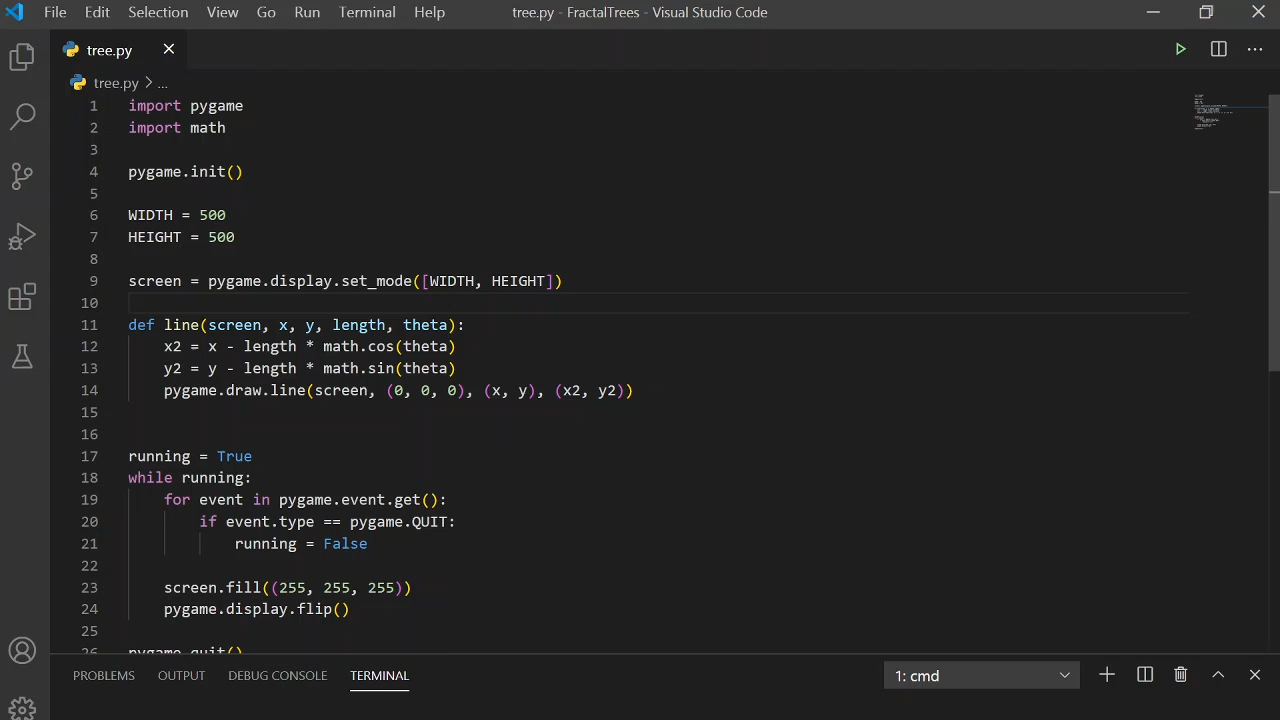 File Edit Selection View Go Run Terminal Help tree.py - FractalTrees - Visual Studio Code
tree.py
tree.py > ...
1 import pygame
2 import math
3
4 pygame.init()
5
6 WIDTH = 500
7 HEIGHT = 500
8
9 screen = pygame.display.set_mode([WIDTH, HEIGHT])
10
11 def line(screen, x, y, length, theta):
12 x2 = x - length * math.cos(theta)
13 y2 = y - length * math.sin(theta)
14 pygame.draw.line(screen, (0, 0, 0), (x, y), (x2, y2))
15
16
17 running = True
18 while running:
19 for event in pygame.event.get():
20 if event.type == pygame.QUIT:
21 running = False
22
23 screen.fill((255, 255, 255))
24 pygame.display.flip()
25
26 pygame.quit()
PROBLEMS OUTPUT DEBUG CONSOLE TERMINAL 1: cmd